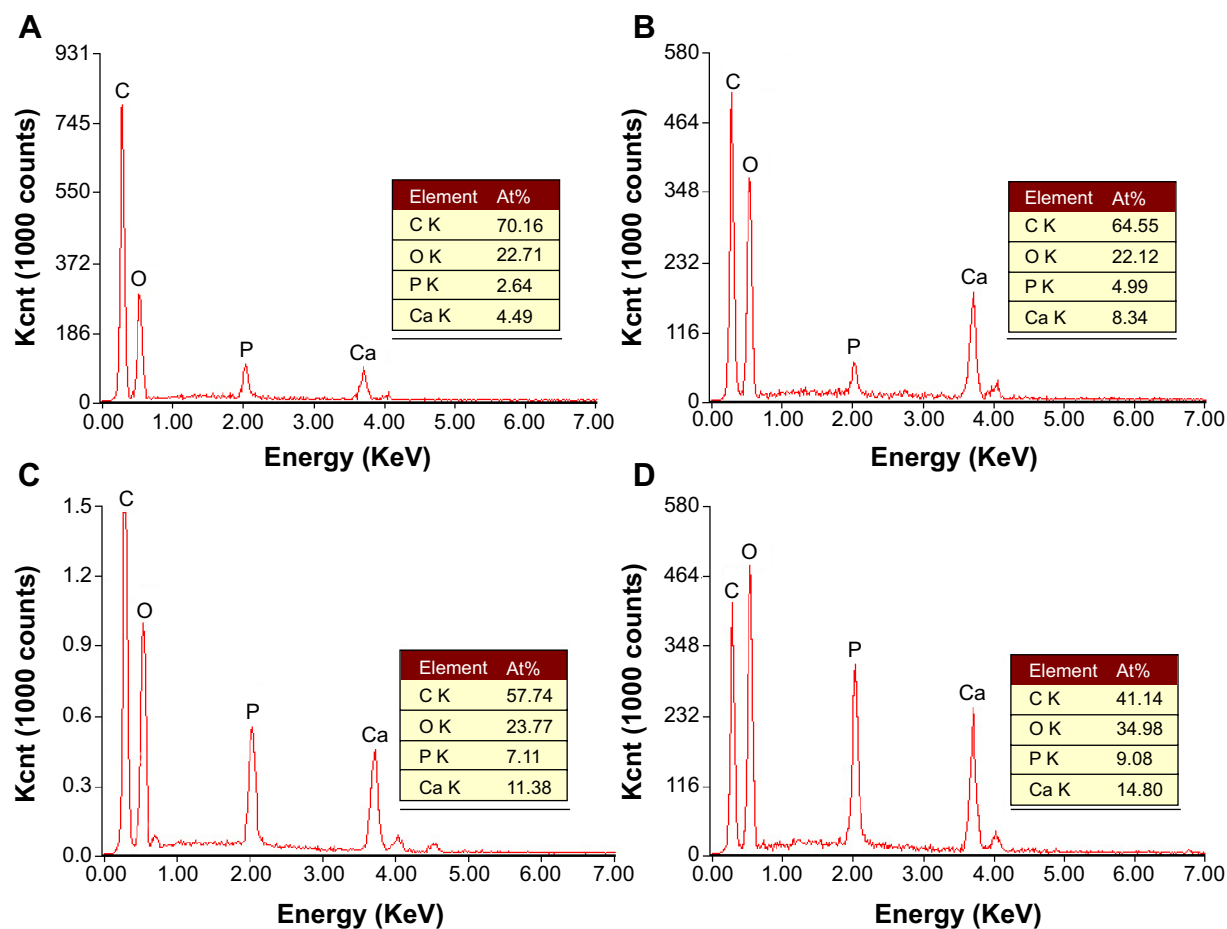 A
Kcnt (1000 counts)
931
745
550
372
186
0
C
O
P
Ca
Element At%
C K 70.16
O K 22.71
P K 2.64
Ca K 4.49
0.00 1.00 2.00 3.00 4.00 5.00 6.00 7.00
Energy (KeV)
B
Kcnt (1000 counts)
580
464
348
232
116
0
C
O
P
Ca
Element At%
C K 64.55
O K 22.12
P K 4.99
Ca K 8.34
0.00 1.00 2.00 3.00 4.00 5.00 6.00 7.00
Energy (KeV)
C
Kcnt (1000 counts)
1.5
1.2
0.9
0.6
0.3
0.0
C
O
P
Ca
Element At%
C K 57.74
O K 23.77
P K 7.11
Ca K 11.38
0.00 1.00 2.00 3.00 4.00 5.00 6.00 7.00
Energy (KeV)
D
Kcnt (1000 counts)
580
464
348
232
116
0
C
O
P
Ca
Element At%
C K 41.14
O K 34.98
P K 9.08
Ca K 14.80
0.00 1.00 2.00 3.00 4.00 5.00 6.00 7.00
Energy (KeV)